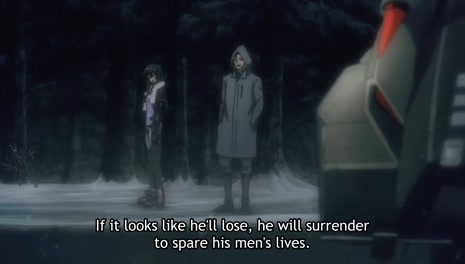 If it looks like he'll lose, he will surrender
to spare his men's lives.